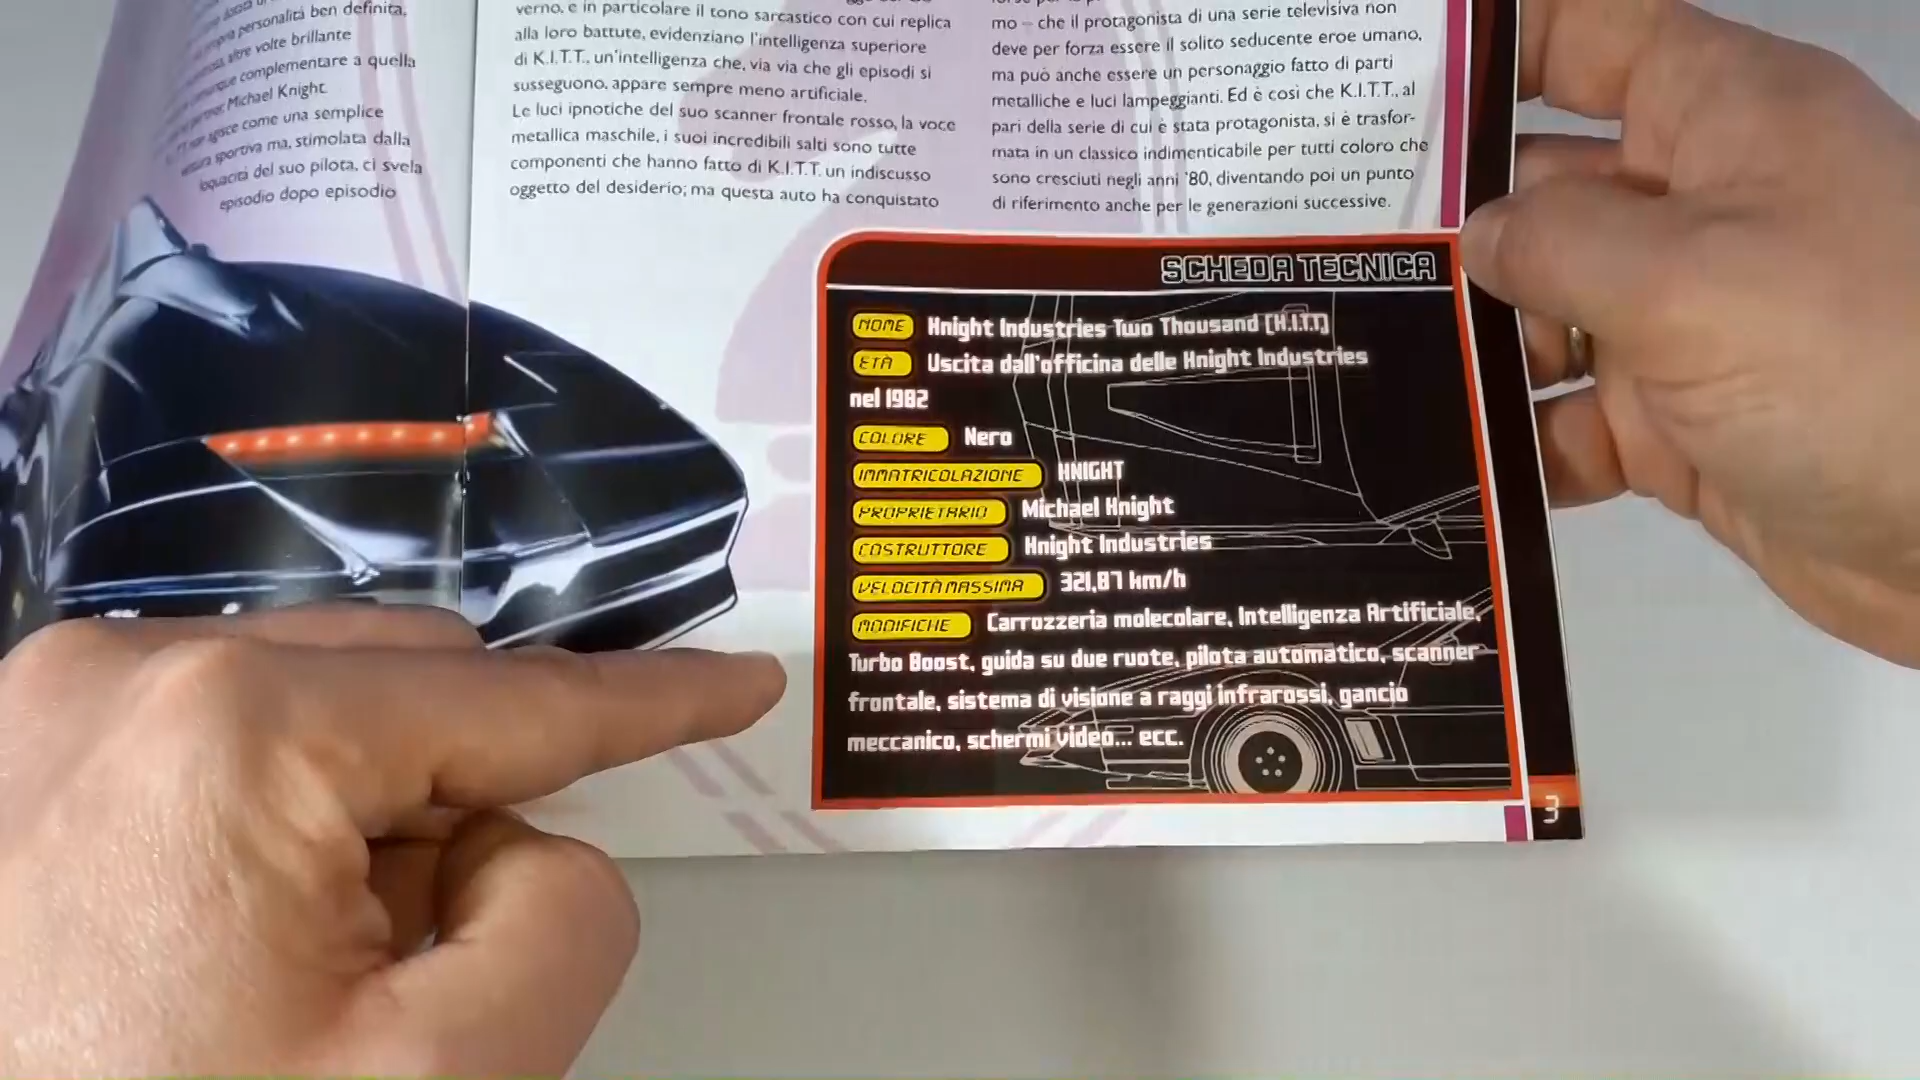 personalità ben definita,
altre volte brillante
complementare a quella
Michael Knight.
agisce come una semplice
sportiva ma, stimolata dalla
loquacità del suo pilota, ci svela
episodio dopo episodio
verno, e in particolare il tono sarcastico con cui replica
alla loro battute, evidenziano l'intelligenza superiore
di K.I.T.T., un'intelligenza che, via via che gli episodi si
susseguono, appare sempre meno artificiale.
Le luci ipnotiche del suo scanner frontale rosso, la voce
metallica maschile, i suoi incredibili salti sono tutte
componenti che hanno fatto di K.I.T.T. un indiscusso
oggetto del desiderio; ma questa auto ha conquistato
mo – che il protagonista di una serie televisiva non
deve per forza essere il solito seducente eroe umano,
ma può anche essere un personaggio fatto di parti
metalliche e luci lampeggianti. Ed è così che K.I.T.T., al
pari della serie di cui è stata protagonista, si è trasfor-
mata in un classico indimenticabile per tutti coloro che
sono cresciuti negli anni '80, diventando poi un punto
di riferimento anche per le generazioni successive.
SCHEDA TECNICA
NOME Knight Industries Two Thousand (K.I.T.T.)
ETÀ Uscita dall'officina delle Knight Industries
nel 1982
COLORE Nero
IMMATRICOLAZIONE KNIGHT
PROPRIETARIO Michael Knight
COSTRUTTORE Knight Industries
VELOCITÀ MASSIMA 321,87 km/h
MODIFICHE Carrozzeria molecolare, Intelligenza Artificiale,
Turbo Boost, guida su due ruote, pilota automatico, scanner
frontale, sistema di visione a raggi infrarossi, gancio
meccanico, schermi video... ecc.
3